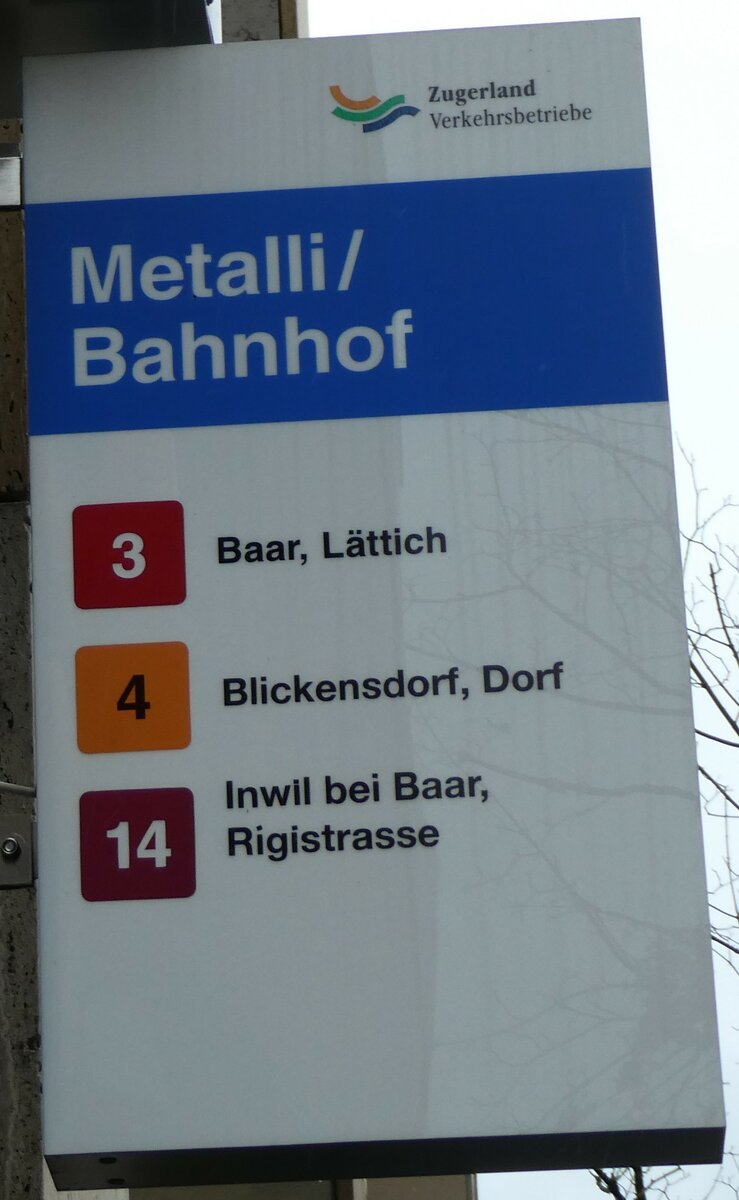 Zugerland
Verkehrsbetriebe
Metalli/
Bahnhof
3 Baar, Lättich
4 Blickensdorf, Dorf
14 Inwil bei Baar,
Rigistrasse